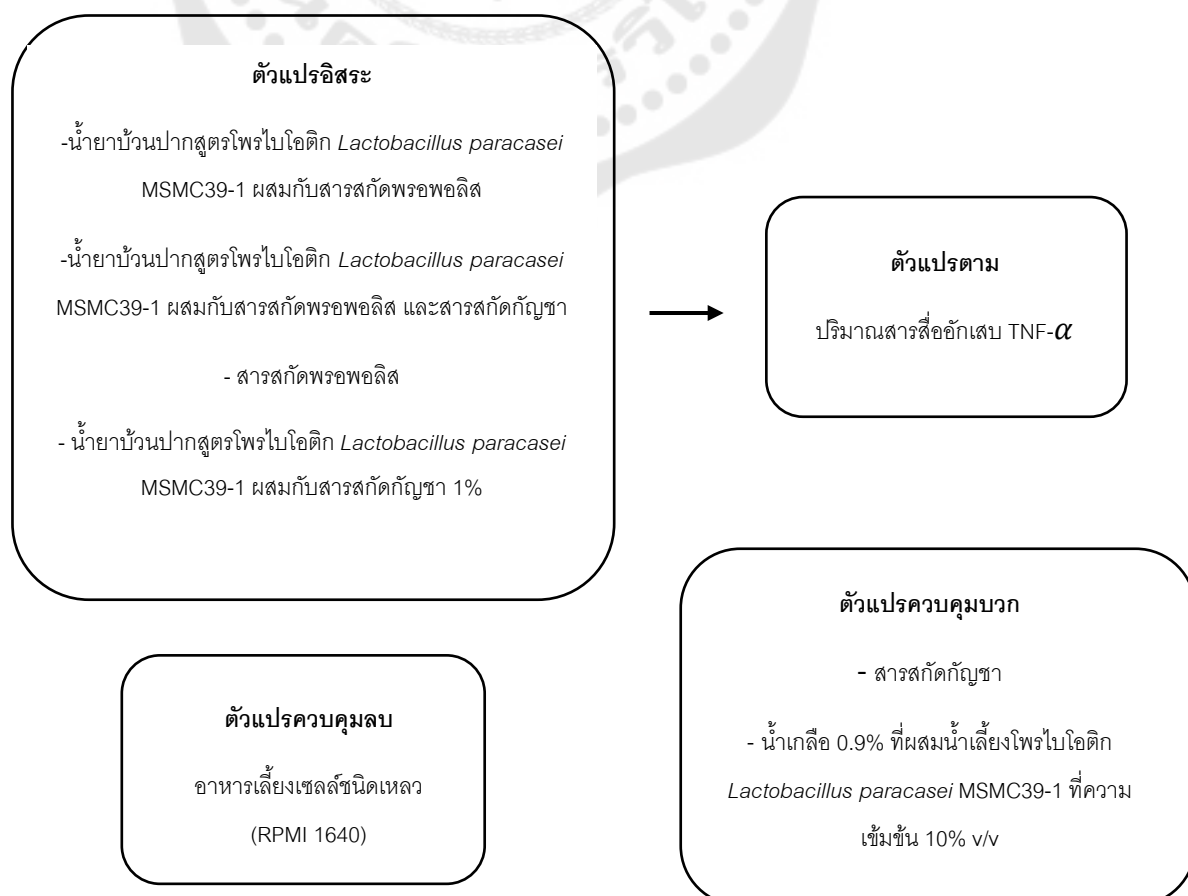 ตัวแปรอิสระ
-น้ำยาบ้วนปากสูตรโพรไบโอติก Lactobacillus paracasei
MSMC39-1 ผสมกับสารสกัดพรอพอลิส
-น้ำยาบ้วนปากสูตรโพรไบโอติก Lactobacillus paracasei
MSMC39-1 ผสมกับสารสกัดพรอพอลิส และสารสกัดกัญชา
- สารสกัดพรอพอลิส
- น้ำยาบ้วนปากสูตรโพรไบโอติก Lactobacillus paracasei
MSMC39-1 ผสมกับสารสกัดกัญชา 1%
ตัวแปรตาม
ปริมาณสารสื่ออักเสบ TNF-α
ตัวแปรควบคุมลบ
อาหารเลี้ยงเซลล์ชนิดเหลว
(RPMI 1640)
ตัวแปรควบคุมบวก
- สารสกัดกัญชา
- น้ำเกลือ 0.9% ที่ผสมน้ำเลี้ยงโพรไบโอติก
Lactobacillus paracasei MSMC39-1 ที่ความ
เข้มข้น 10% v/v